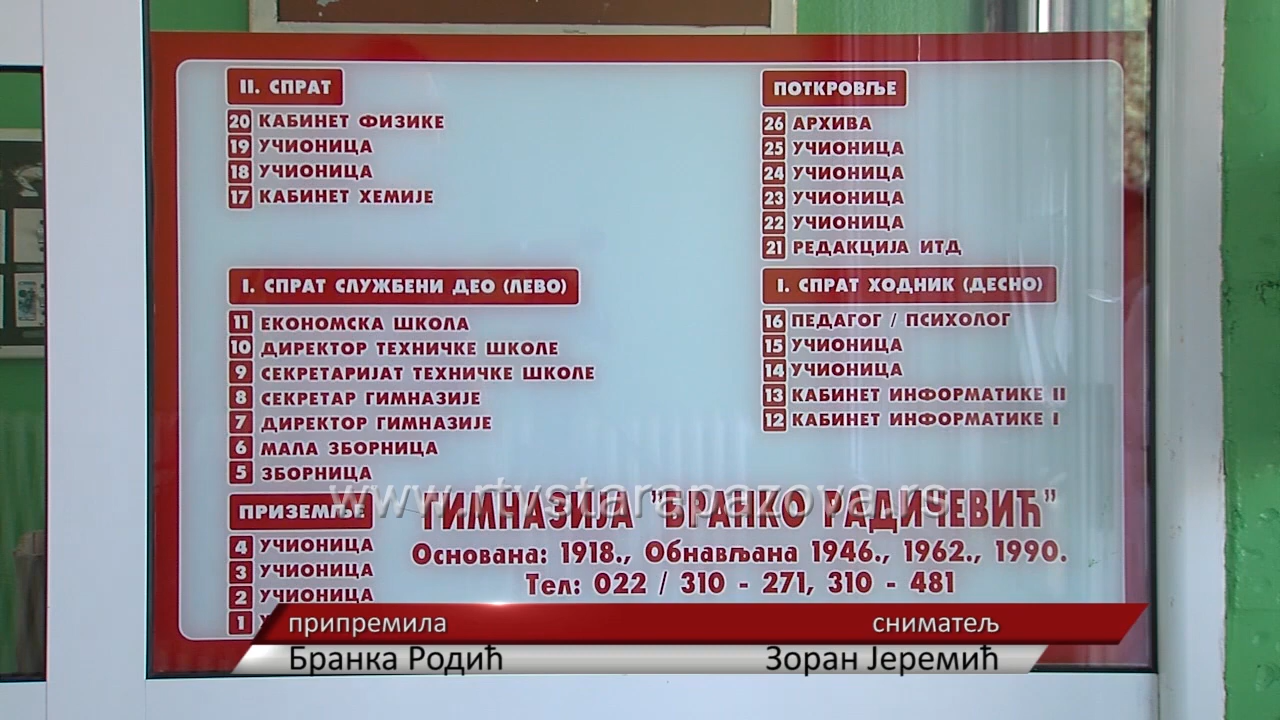 II. СПРАТ
20 КАБИНЕТ ФИЗИКЕ
19 УЧИОНИЦА
18 УЧИОНИЦА
17 КАБИНЕТ ХЕМИЈЕ
ПОТКРОВЉЕ
26 АРХИВА
25 УЧИОНИЦА
24 УЧИОНИЦА
23 УЧИОНИЦА
22 УЧИОНИЦА
21 РЕДАКЦИЈА ИТД
I. СПРАТ СЛУЖБЕНИ ДЕО (ЛЕВО)
11 ЕКОНОМСКА ШКОЛА
10 ДИРЕКТОР ТЕХНИЧКЕ ШКОЛЕ
9 СЕКРЕТАРИЈАТ ТЕХНИЧКЕ ШКОЛЕ
8 СЕКРЕТАР ГИМНАЗИЈЕ
7 ДИРЕКТОР ГИМНАЗИЈЕ
6 МАЛА ЗБОРНИЦА
5 ЗБОРНИЦА
I. СПРАТ ХОДНИК (ДЕСНО)
16 ПЕДАГОГ / ПСИХОЛОГ
15 УЧИОНИЦА
14 УЧИОНИЦА
13 КАБИНЕТ ИНФОРМАТИКЕ II
12 КАБИНЕТ ИНФОРМАТИКЕ I
www.rtvstarapazova.rs
ПРИЗЕМЉЕ
4 УЧИОНИЦА
3 УЧИОНИЦА
2 УЧИОНИЦА
1
ГИМНАЗИЈА "БРАНКО РАДИЧЕВИЋ"
Основана: 1918., Обнављана 1946., 1962., 1990.
Тел: 022 / 310 - 271, 310 - 481
припремила
Бранка Родић
сниматељ
Зоран Јеремић